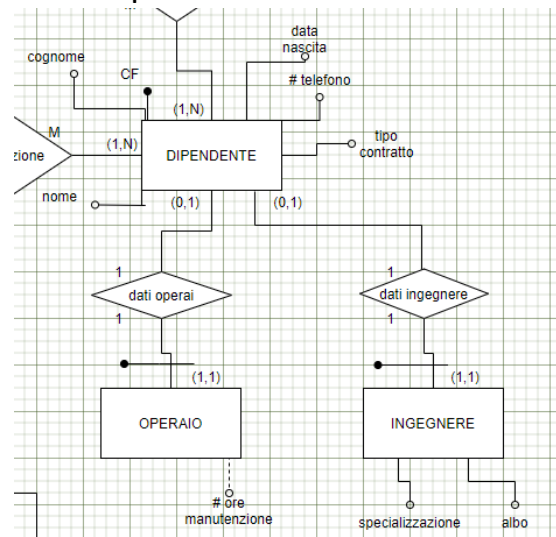 data
nascita
cognome
CF
# telefono
M
(1,N)
(1,N)
zione
DIPENDENTE
tipo
contratto
nome
(0,1)
(0,1)
1
1
dati operai
dati ingegnere
1
1
(1,1)
(1,1)
OPERAIO
INGEGNERE
# ore
manutenzione
specializzazione
albo